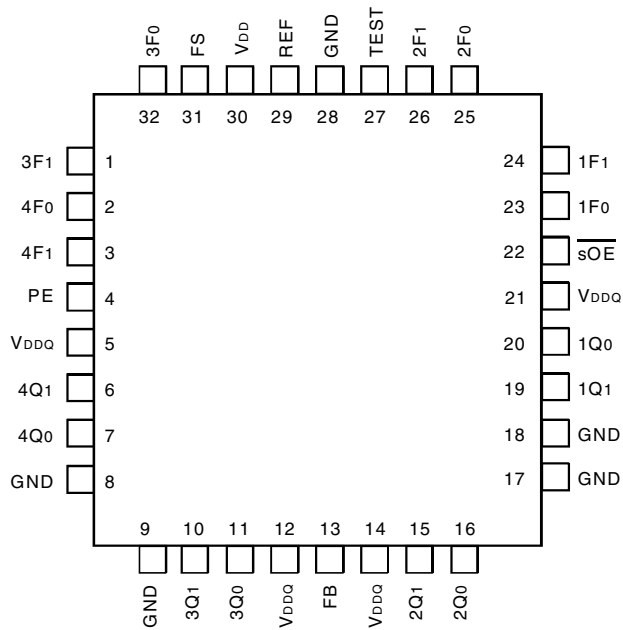 3F0 FS VDD REF GND TEST 2F1 2F0
32 31 30 29 28 27 26 25
3F1 1 24 1F1
4F0 2 23 1F0
4F1 3 22 sOE
PE 4 21 VDDQ
VDDQ 5 20 1Q0
4Q1 6 19 1Q1
4Q0 7 18 GND
GND 8 17 GND
9 10 11 12 13 14 15 16
GND 3Q1 3Q0 VDDQ FB VDDQ 2Q1 2Q0